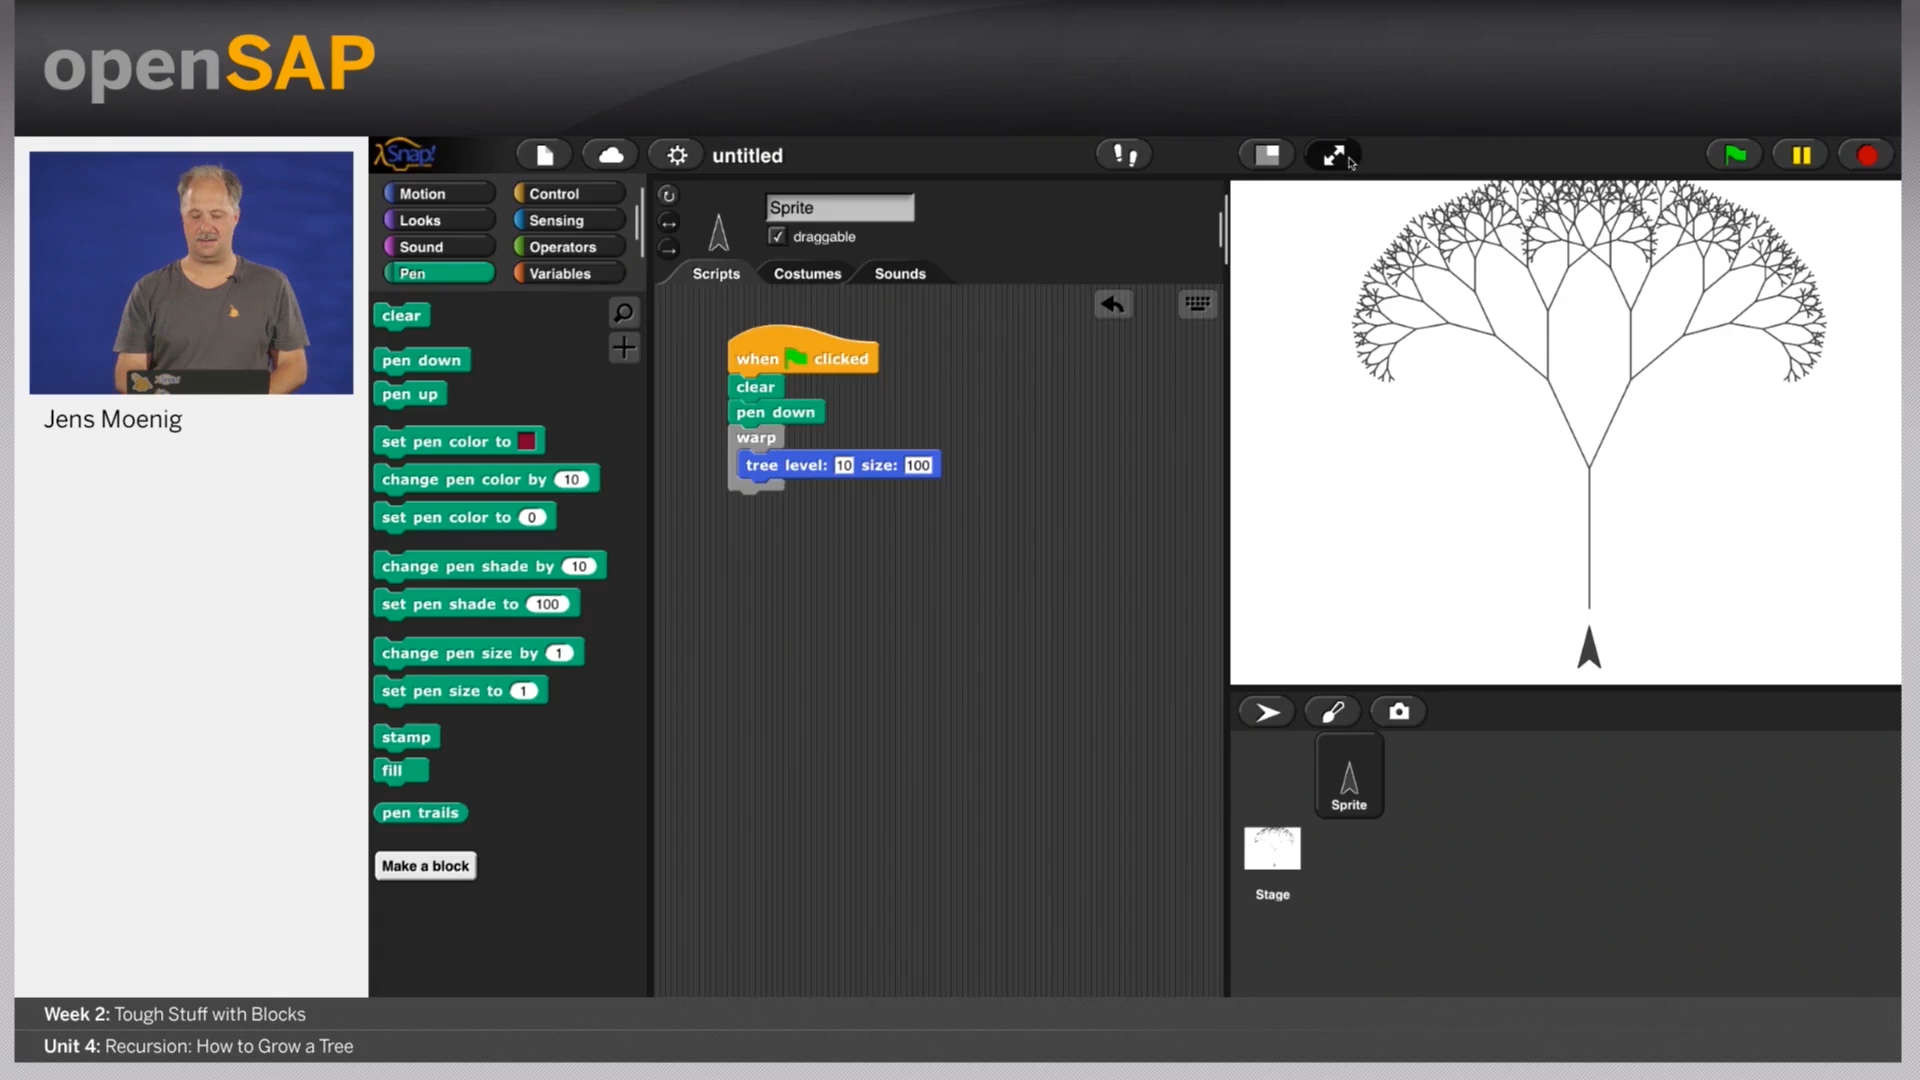 openSAP
Snap!
untitled
Jens Moenig
Motion
Control
Looks
Sensing
Sound
Operators
Pen
Variables
clear
pen down
pen up
set pen color to
change pen color by 10
set pen color to 0
change pen shade by 10
set pen shade to 100
change pen size by 1
set pen size to 1
stamp
fill
pen trails
Make a block
Sprite
draggable
Scripts
Costumes
Sounds
when clicked
clear
pen down
warp
tree level: 10 size: 100
Sprite
Stage
Week 2: Tough Stuff with Blocks
Unit 4: Recursion: How to Grow a Tree